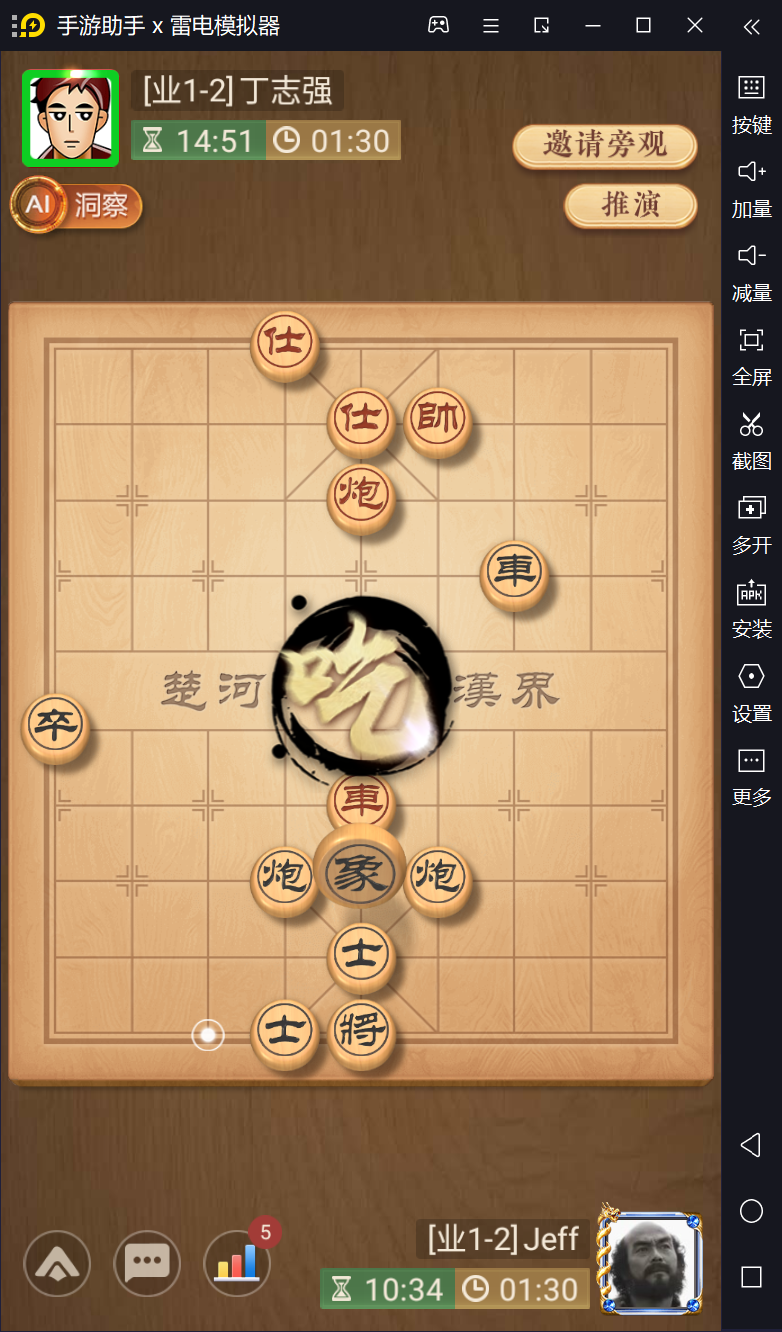 手游助手 x 雷电模拟器
[业1-2]丁志强
14:51 01:30
邀请旁观
AI 洞察
推演
仕
仕 帥
炮
車
楚河 吃 漢界
卒
車
炮 象 炮
士
士 將
5
[业1-2]Jeff
10:34 01:30
按键
加量
减量
全屏
截图
多开
APK
安装
设置
更多